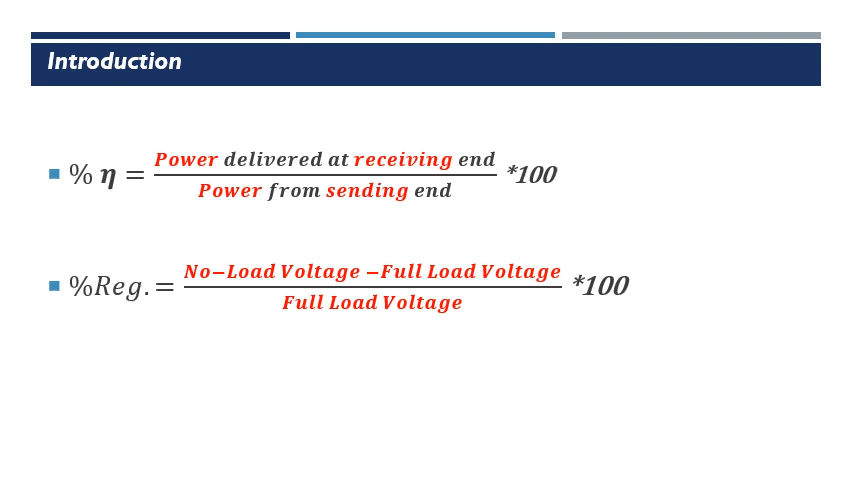 Introduction
% η = Power delivered at receiving end / Power from sending end *100
%Reg. = No−Load Voltage −Full Load Voltage / Full Load Voltage *100